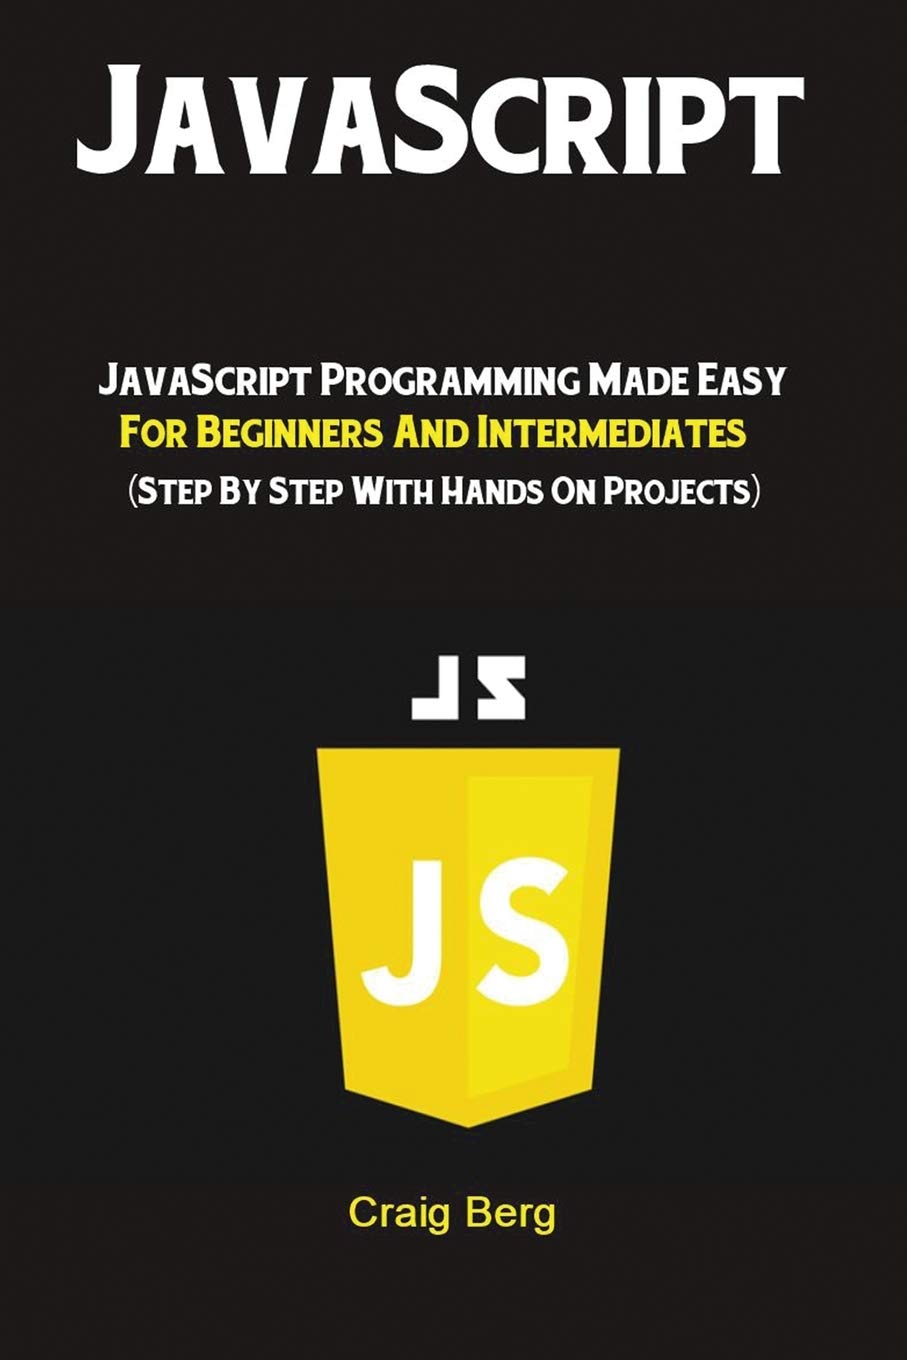 JavaScript
JavaScript Programming Made Easy
For Beginners And Intermediates
(Step By Step With Hands On Projects)
JS
JS
Craig Berg